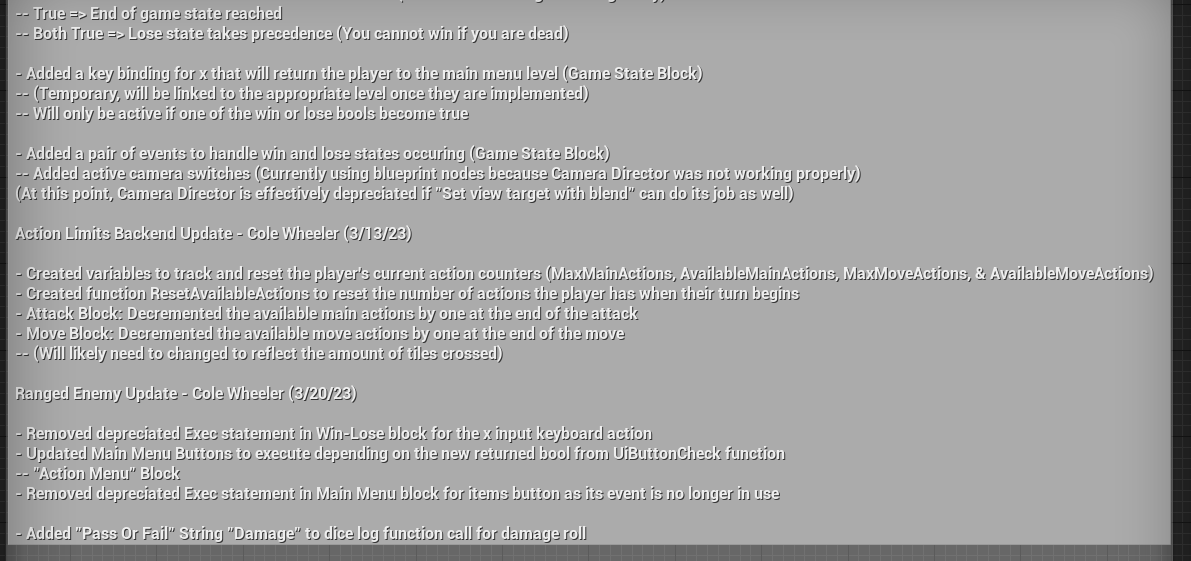 -- True => End of game state reached
-- Both True => Lose state takes precedence (You cannot win if you are dead)
- Added a key binding for x that will return the player to the main menu level (Game State Block)
-- (Temporary, will be linked to the appropriate level once they are implemented)
-- Will only be active if one of the win or lose bools become true
- Added a pair of events to handle win and lose states occuring (Game State Block)
-- Added active camera switches (Currently using blueprint nodes because Camera Director was not working properly)
(At this point, Camera Director is effectively depreciated if "Set view target with blend" can do its job as well)
Action Limits Backend Update - Cole Wheeler (3/13/23)
- Created variables to track and reset the player's current action counters (MaxMainActions, AvailableMainActions, MaxMoveActions, & AvailableMoveActions)
- Created function ResetAvailableActions to reset the number of actions the player has when their turn begins
- Attack Block: Decremented the available main actions by one at the end of the attack
- Move Block: Decremented the available move actions by one at the end of the move
-- (Will likely need to changed to reflect the amount of tiles crossed)
Ranged Enemy Update - Cole Wheeler (3/20/23)
- Removed depreciated Exec statement in Win-Lose block for the x input keyboard action
- Updated Main Menu Buttons to execute depending on the new returned bool from UiButtonCheck function
-- "Action Menu" Block
- Removed depreciated Exec statement in Main Menu block for items button as its event is no longer in use
- Added "Pass Or Fail" String "Damage" to dice log function call for damage roll